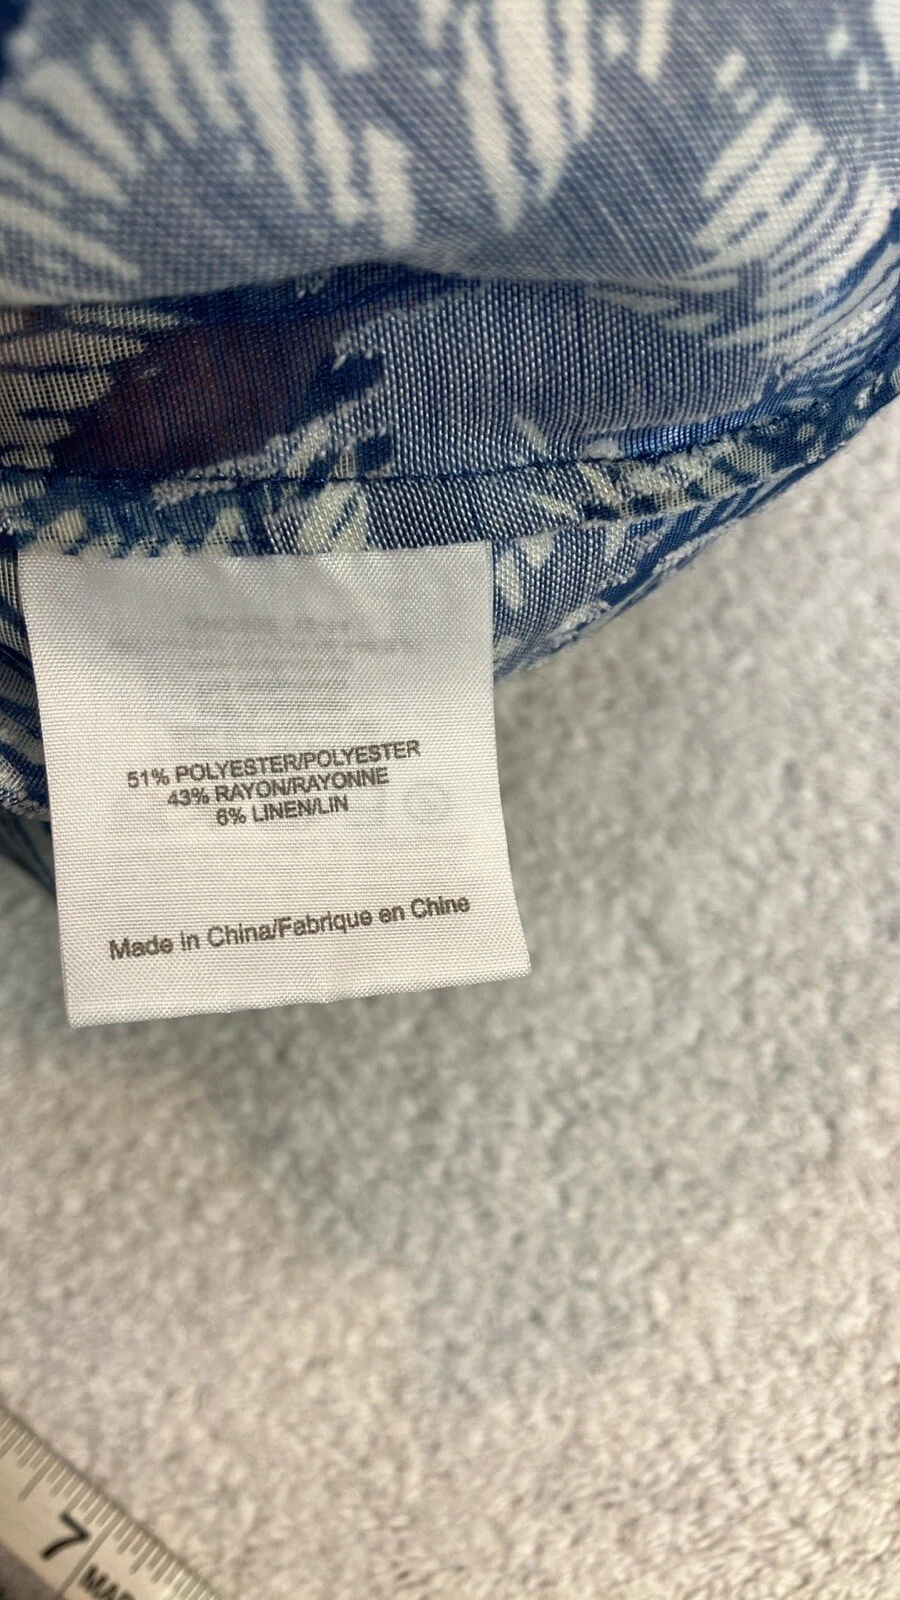 51% POLYESTER/POLYESTER
43% RAYON/RAYONNE
6% LINEN/LIN
Made in China/Fabrique en Chine
7